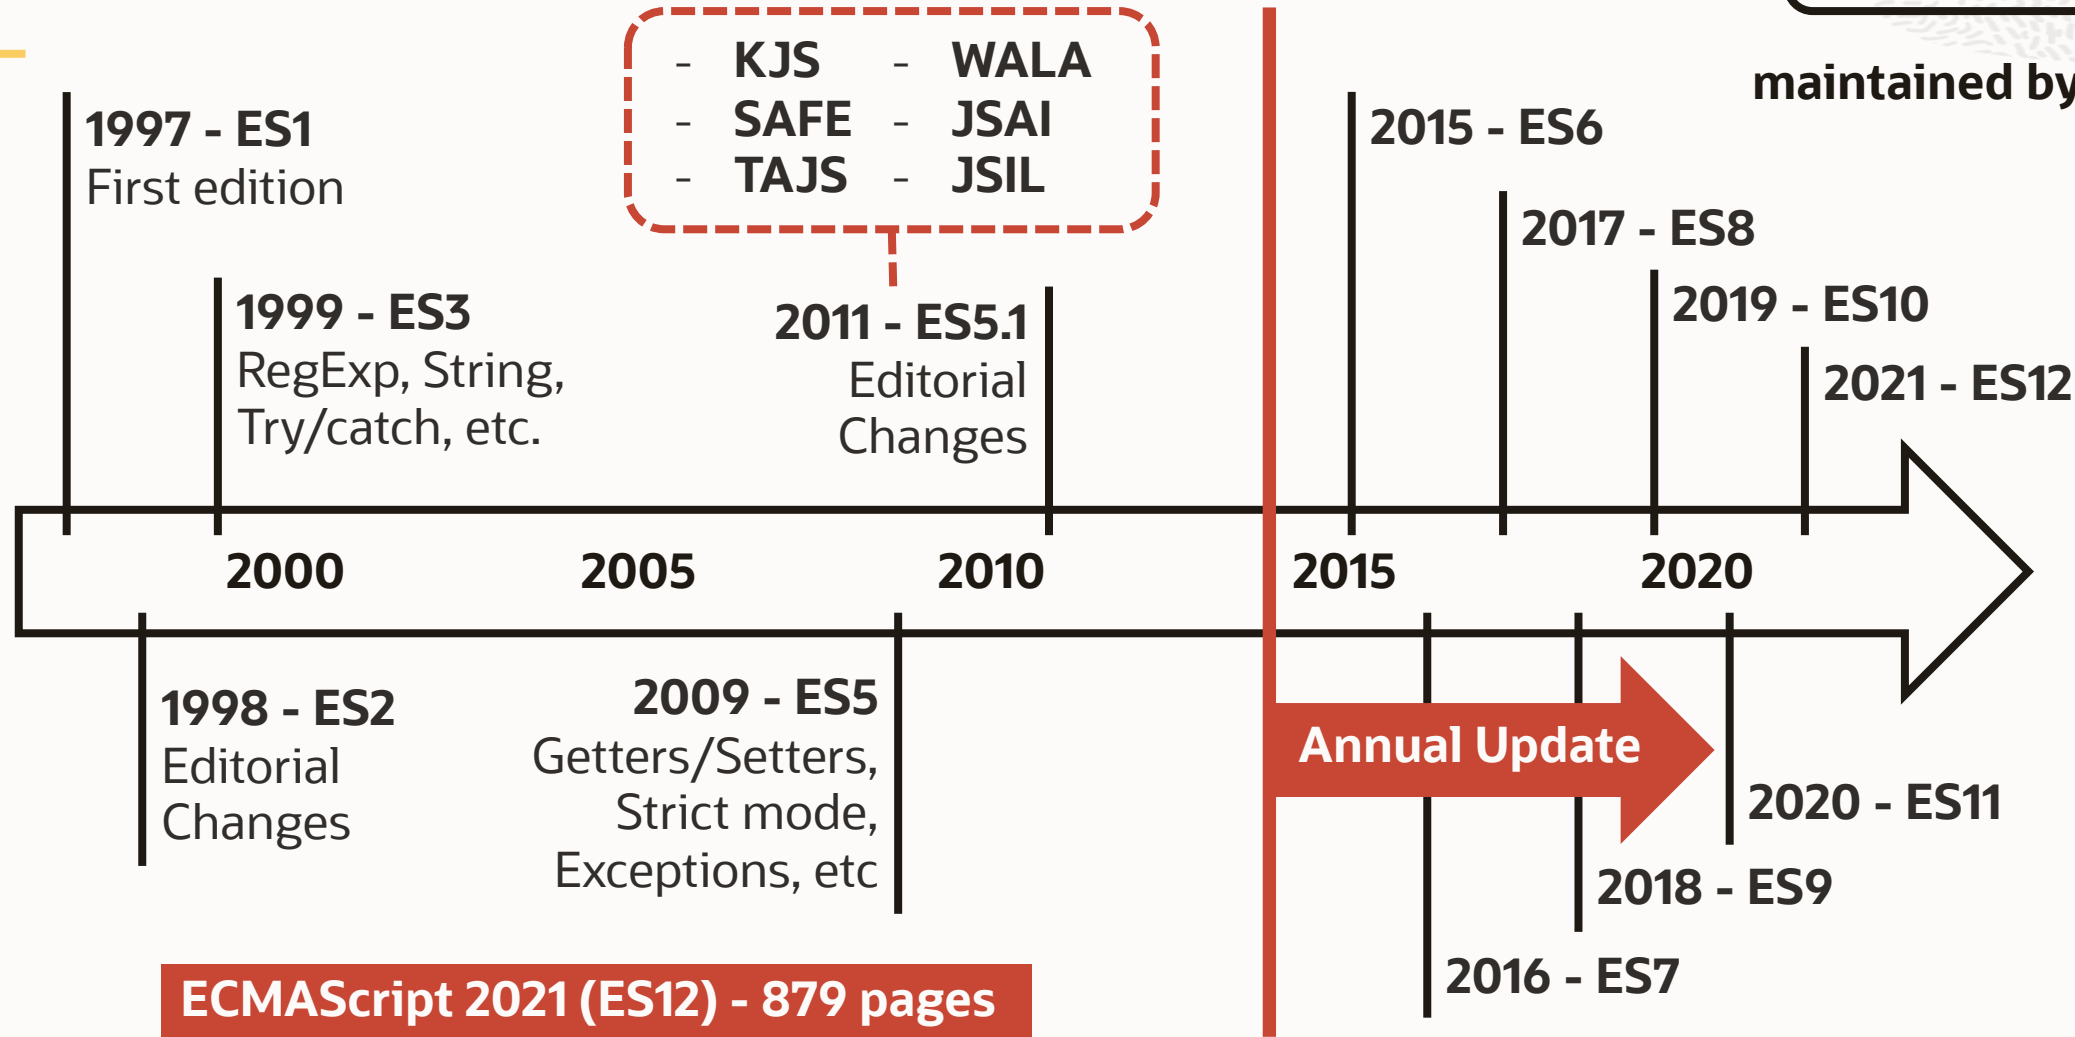 - KJS - WALA
- SAFE - JSAI
- TAJS - JSIL
maintained by
1997 - ES1
First edition
1999 - ES3
RegExp, String,
Try/catch, etc.
2011 - ES5.1
Editorial
Changes
2015 - ES6
2017 - ES8
2019 - ES10
2021 - ES12
2000 2005 2010 2015 2020
1998 - ES2
Editorial
Changes
2009 - ES5
Getters/Setters,
Strict mode,
Exceptions, etc
Annual Update
2020 - ES11
2018 - ES9
2016 - ES7
ECMAScript 2021 (ES12) - 879 pages